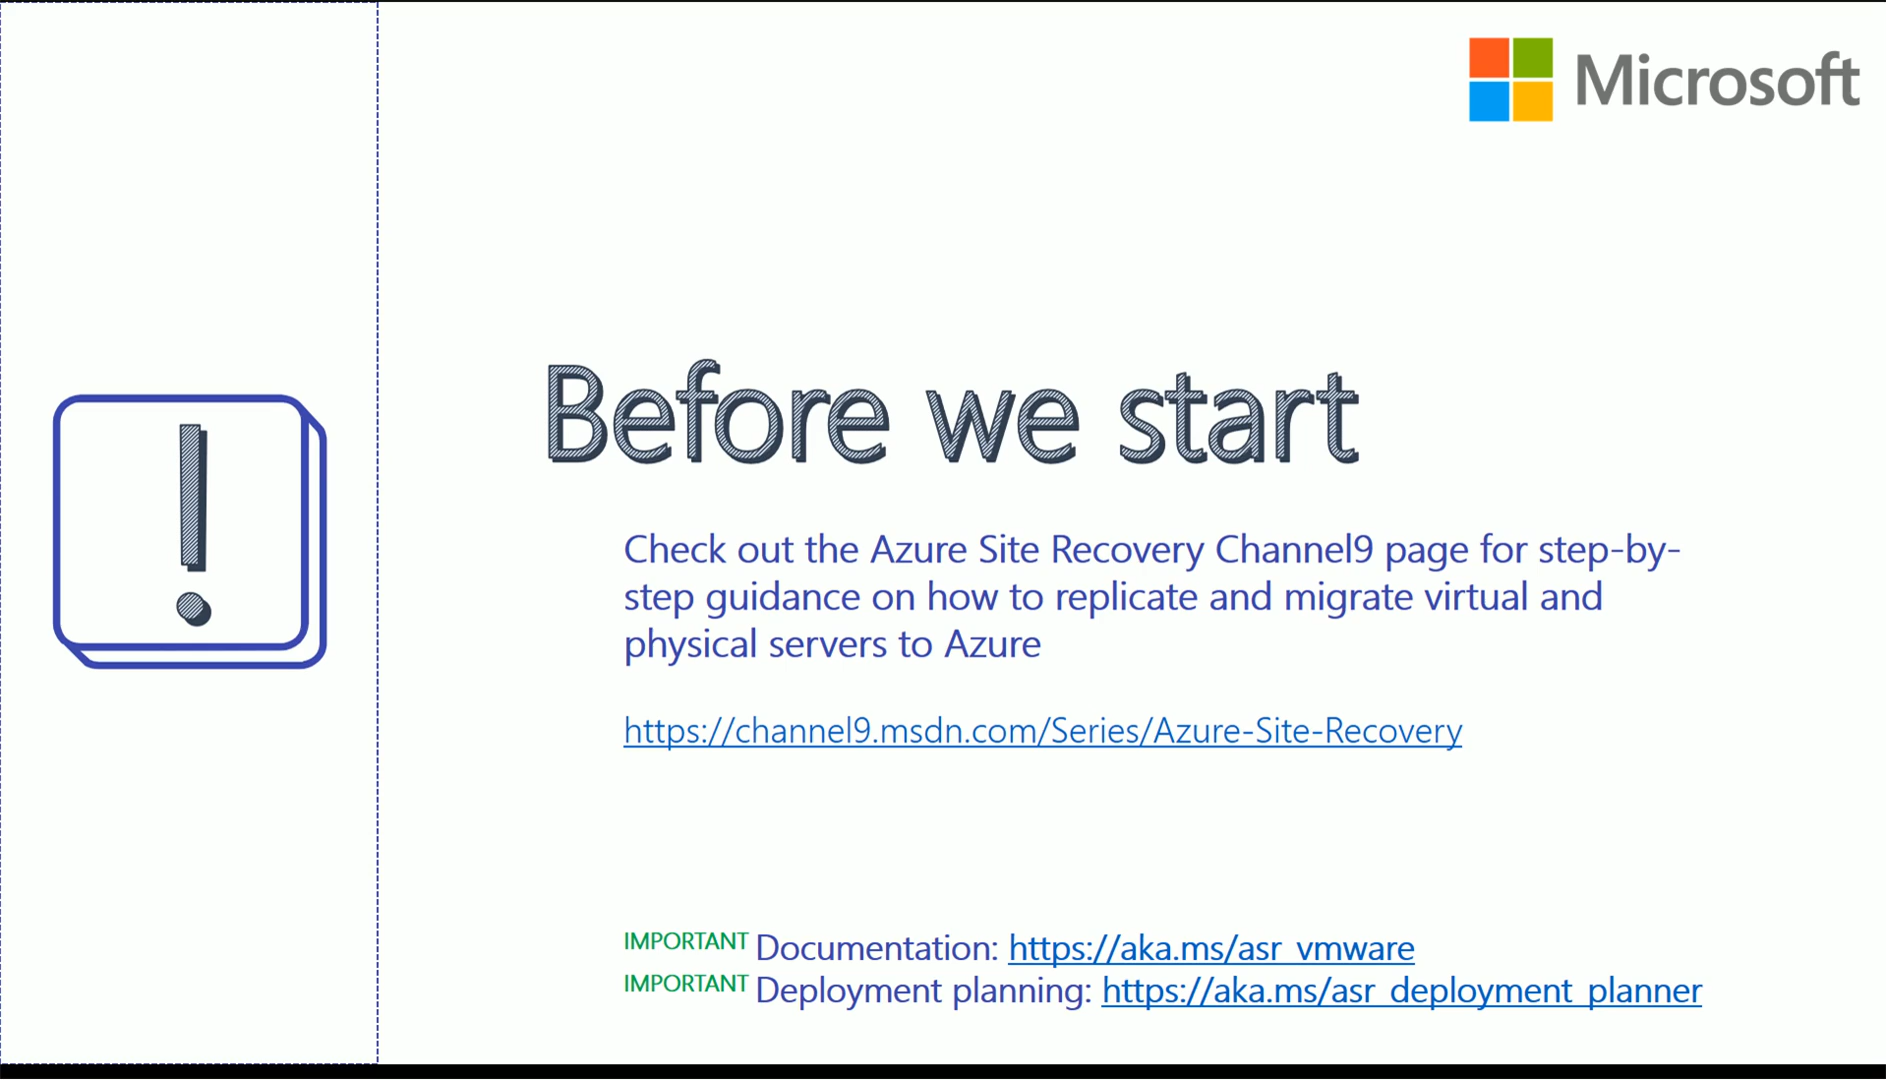 Microsoft
!
Before we start
Check out the Azure Site Recovery Channel9 page for step-by-
step guidance on how to replicate and migrate virtual and
physical servers to Azure
https://channel9.msdn.com/Series/Azure-Site-Recovery
IMPORTANT Documentation: https://aka.ms/asr_vmware
IMPORTANT Deployment planning: https://aka.ms/asr_deployment_planner